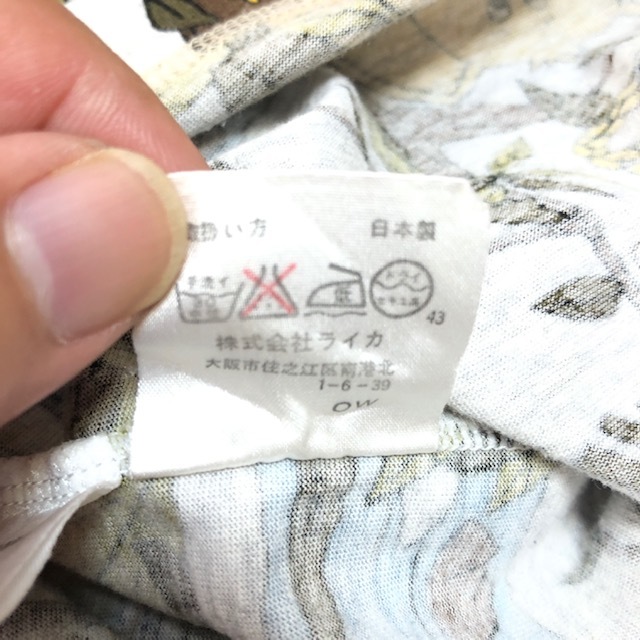 取扱い方 日本製
手洗イ 低 ドライ
セキユ系
43
株式会社ライカ
大阪市住之江区南港北
1-6-39
OW